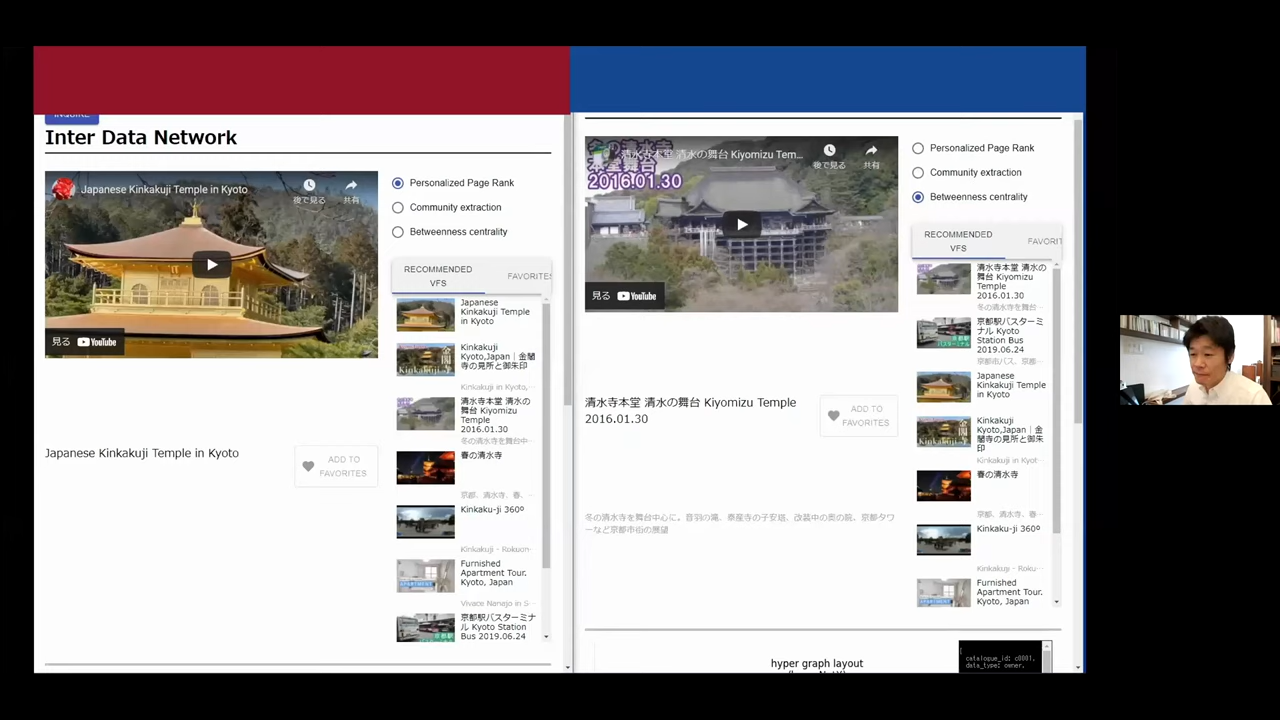 INQUIRE
Inter Data Network
Japanese Kinkakuji Temple in Kyoto
後で見る
共有
見る YouTube
Japanese Kinkakuji Temple in Kyoto
ADD TO
FAVORITES
Personalized Page Rank
Community extraction
Betweenness centrality
RECOMMENDED
VFS
FAVORITES
Japanese
Kinkakuji Temple
in Kyoto
Kinkakuji
Kyoto,Japan｜金閣
寺の見所と御朱印
Kinkakuji in Kyoto,
清水寺本堂 清水の
舞台 Kiyomizu
Temple
2016.01.30
冬の清水寺を舞台中…
春の清水寺
京都、清水寺、春、…
Kinkaku-ji 360º
Kinkakuji - Rokuon…
Furnished
Apartment Tour.
Kyoto, Japan
Vivace Nanajo in S…
京都駅バスターミナ
ル Kyoto Station
Bus 2019.06.24
清水寺本堂 清水の舞台 Kiyomizu Tem…
2016.01.30
後で見る
共有
見る YouTube
清水寺本堂 清水の舞台 Kiyomizu Temple
2016.01.30
ADD TO
FAVORITES
冬の清水寺を舞台中心に。音羽の滝、泰産寺の子安塔、改装中の奥の院、京都タワ
ーなど京都市街の展望
Personalized Page Rank
Community extraction
Betweenness centrality
RECOMMENDED
VFS
FAVORIT
清水寺本堂 清水の
舞台 Kiyomizu
Temple
2016.01.30
冬の清水寺を舞台…
京都駅バスターミ
ナル Kyoto
Station Bus
2019.06.24
京都市バス、京都…
Japanese
Kinkakuji Temple
in Kyoto
Kinkakuji
Kyoto,Japan｜金
閣寺の見所と御朱
印
Kinkakuji in Kyot…
春の清水寺
京都、清水寺、春…
Kinkaku-ji 360º
Kinkakuji - Roku…
Furnished
Apartment Tour.
Kyoto, Japan
hyper graph layout
catalogue_id: c0001,
data_type: owner,